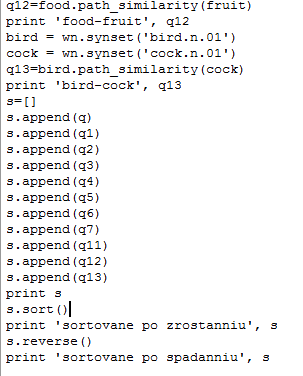 q12=food.path_similarity(fruit)
print 'food-fruit', q12
bird = wn.synset('bird.n.01')
cock = wn.synset('cock.n.01')
q13=bird.path_similarity(cock)
print 'bird-cock', q13
s=[]
s.append(q)
s.append(q1)
s.append(q2)
s.append(q3)
s.append(q4)
s.append(q5)
s.append(q6)
s.append(q7)
s.append(q11)
s.append(q12)
s.append(q13)
print s
s.sort()
print 'sortovane po zrostanniu', s
s.reverse()
print 'sortovane po spadanniu', s